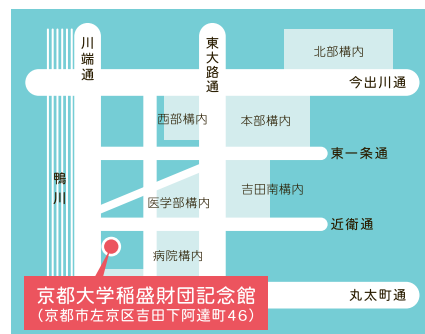 川端通
東大路通
北部構内
今出川通
西部構内
本部構内
東一条通
鴨川
医学部構内
吉田南構内
近衛通
病院構内
京都大学稲盛財団記念館
(京都市左京区吉田下阿達町46)
丸太町通